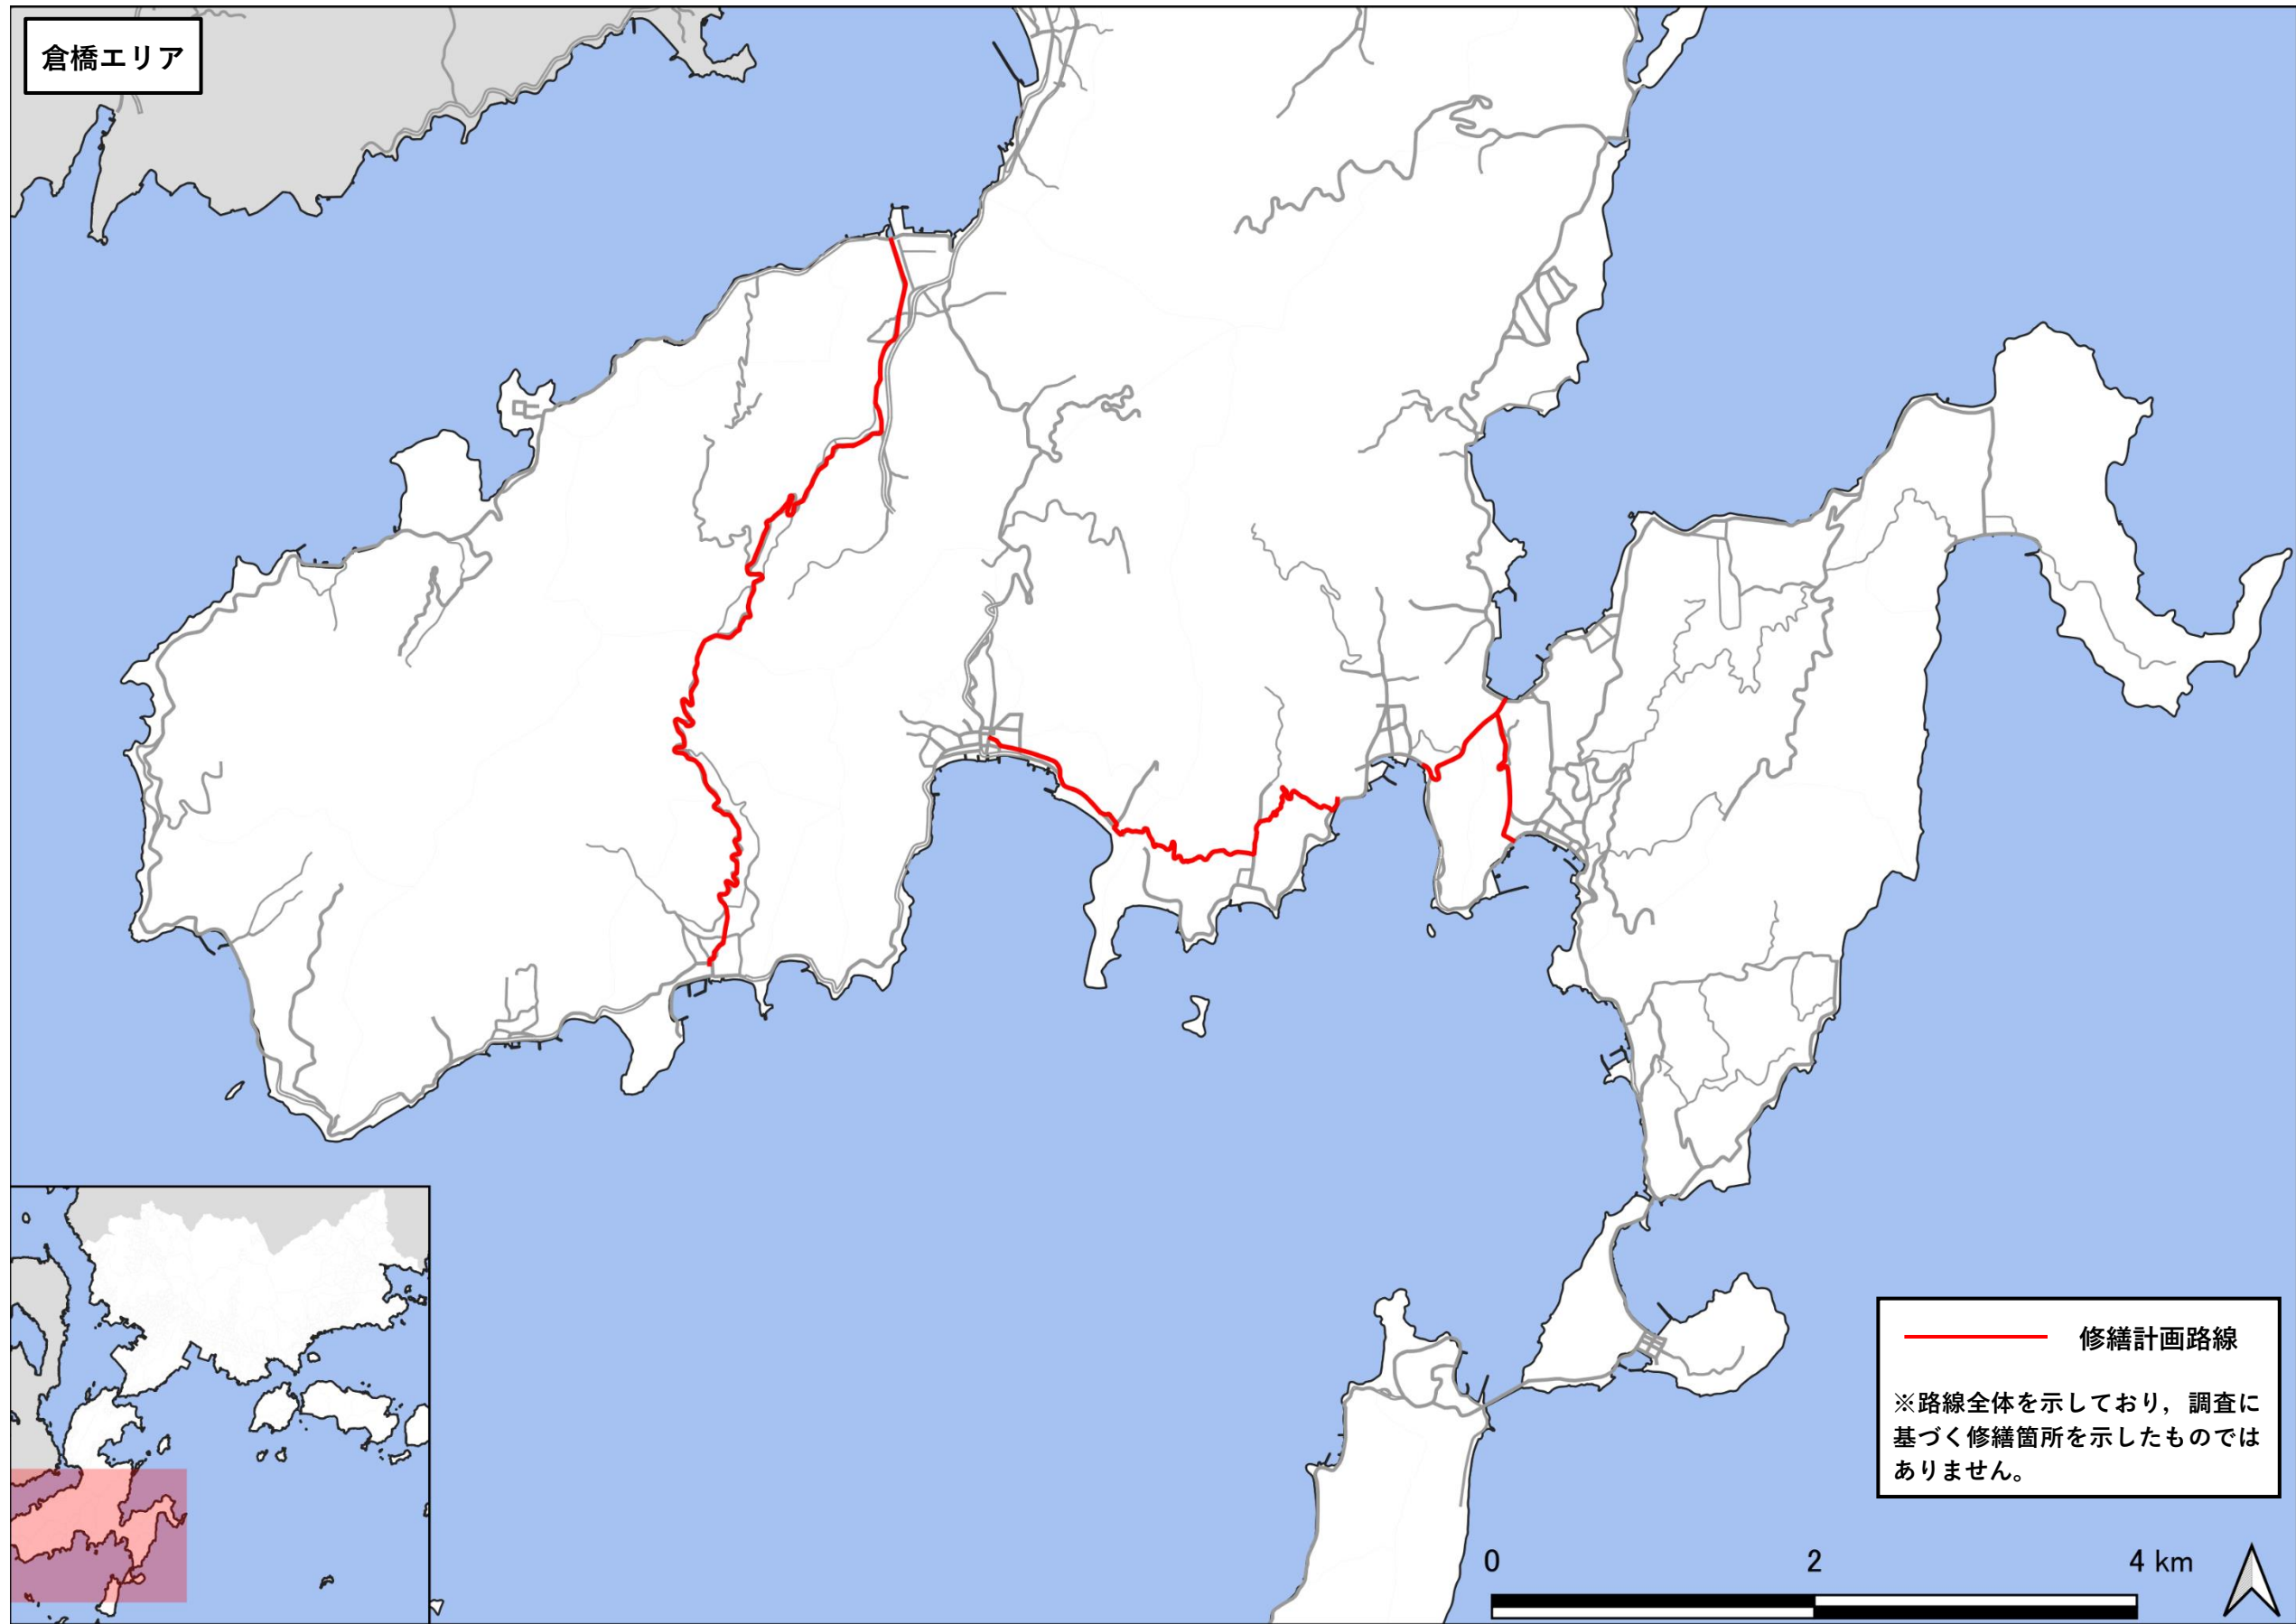 倉橋エリア
修繕計画路線
※路線全体を示しており，調査に
基づく修繕箇所を示したものでは
ありません。
0 2 4 km